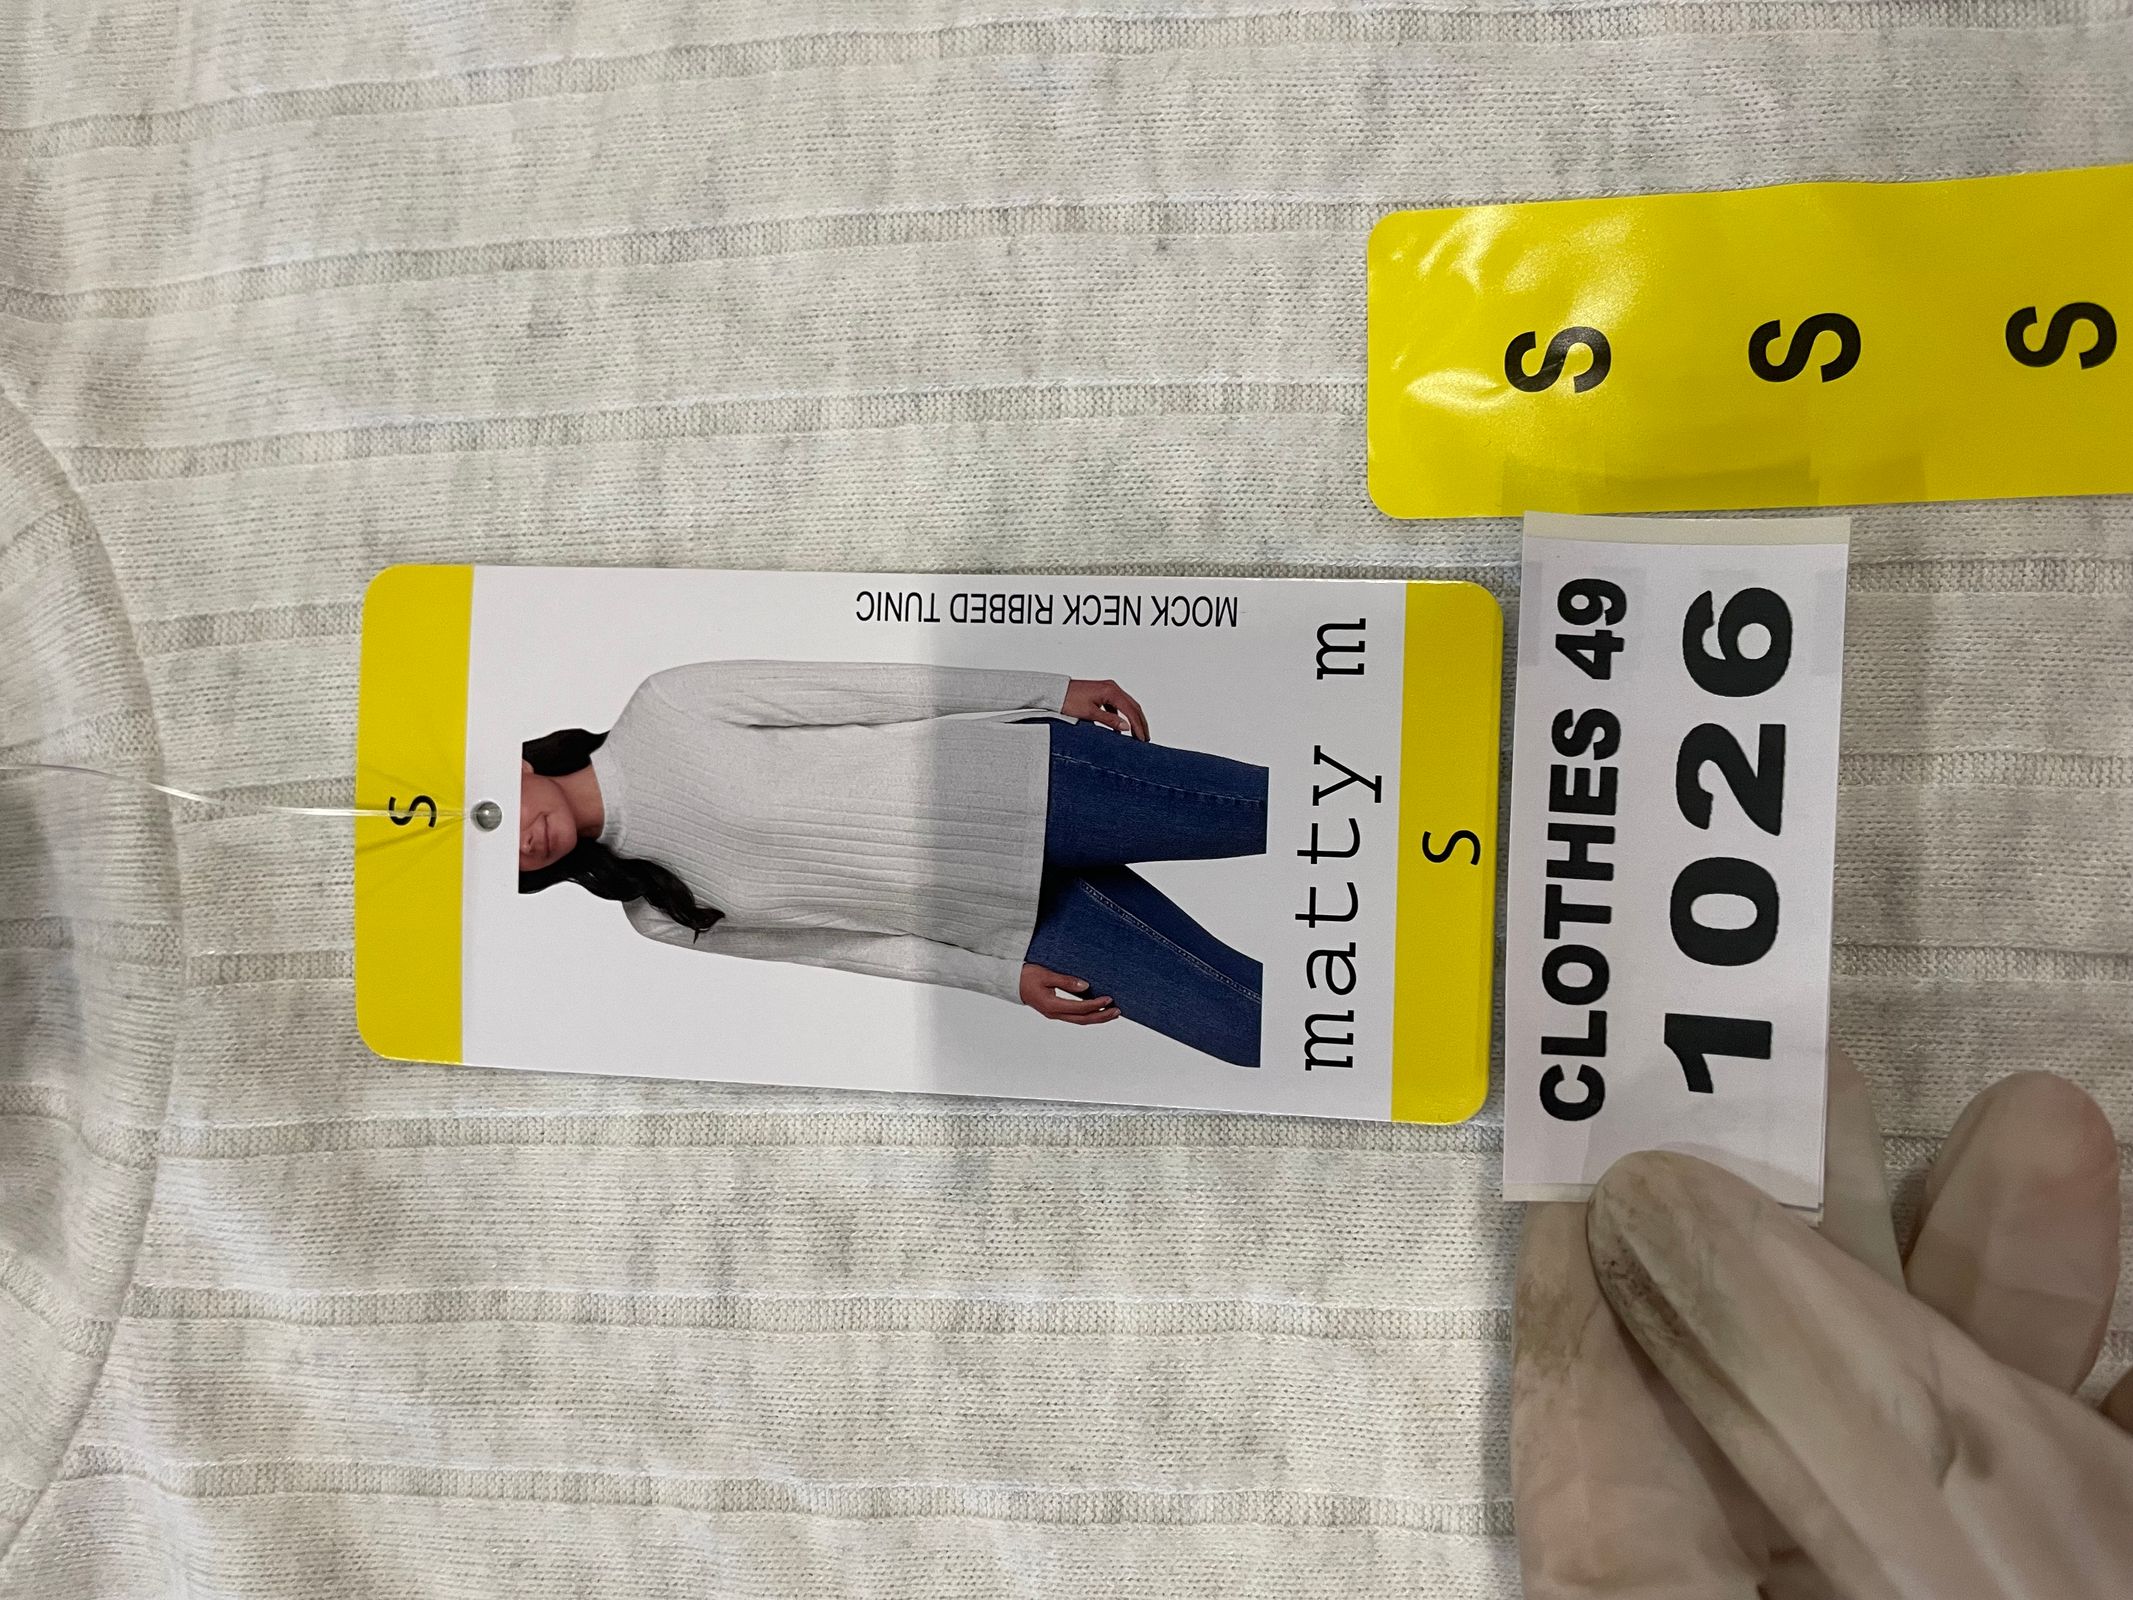 S
MOCK NECK RIBBED TUNIC
matty m
S
S
S
S
CLOTHES 49
1026